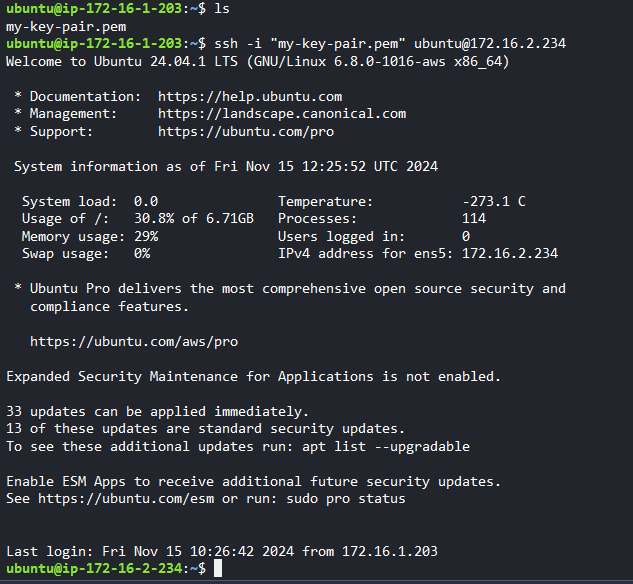 ubuntu@ip-172-16-1-203:~$ ls
my-key-pair.pem
ubuntu@ip-172-16-1-203:~$ ssh -i "my-key-pair.pem" ubuntu@172.16.2.234
Welcome to Ubuntu 24.04.1 LTS (GNU/Linux 6.8.0-1016-aws x86_64)
* Documentation:  https://help.ubuntu.com
* Management:     https://landscape.canonical.com
* Support:        https://ubuntu.com/pro
System information as of Fri Nov 15 12:25:52 UTC 2024
System load:  0.0               Temperature:           -273.1 C
Usage of /:   30.8% of 6.71GB   Processes:             114
Memory usage: 29%               Users logged in:       0
Swap usage:   0%                IPv4 address for ens5: 172.16.2.234
* Ubuntu Pro delivers the most comprehensive open source security and
compliance features.
https://ubuntu.com/aws/pro
Expanded Security Maintenance for Applications is not enabled.
33 updates can be applied immediately.
13 of these updates are standard security updates.
To see these additional updates run: apt list --upgradable
Enable ESM Apps to receive additional future security updates.
See https://ubuntu.com/esm or run: sudo pro status
Last login: Fri Nov 15 10:26:42 2024 from 172.16.1.203
ubuntu@ip-172-16-2-234:~$